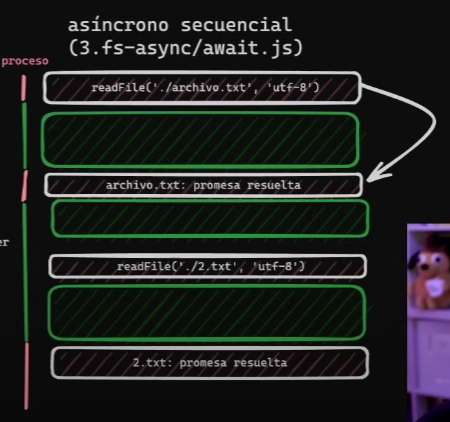 asíncrono secuencial
(3.fs-async/await.js)
proceso
readFile('./archivo.txt', 'utf-8')
archivo.txt: promesa resuelta
er
readFile('./2.txt', 'utf-8')
2.txt: promesa resuelta